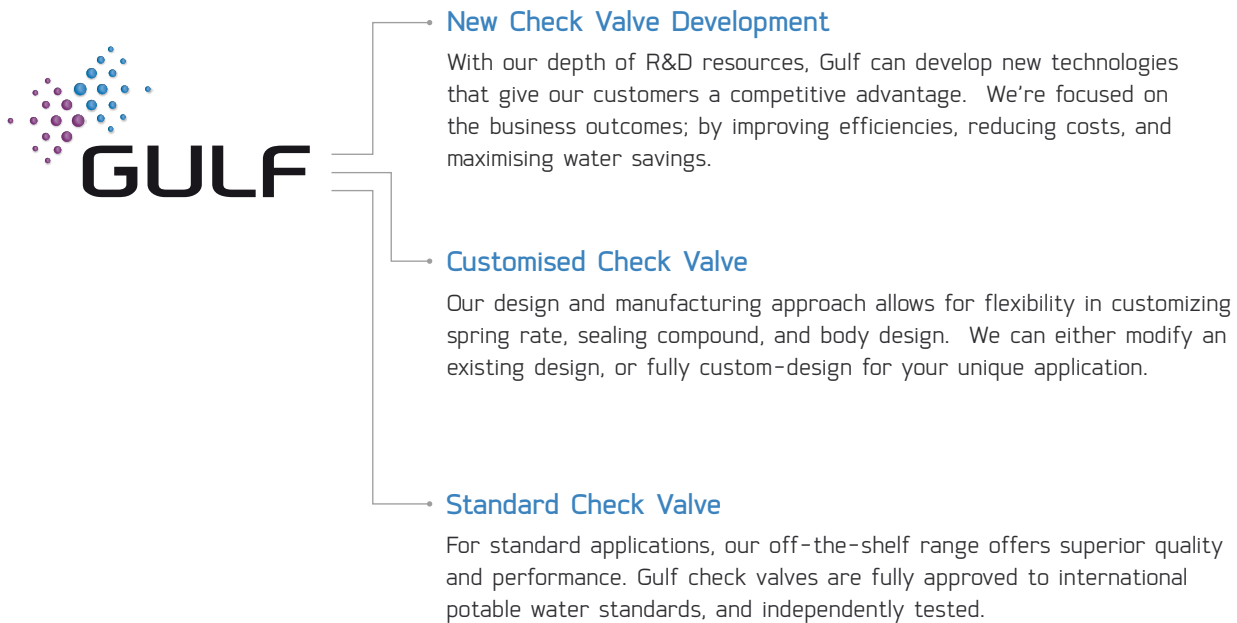 GULF
New Check Valve Development
With our depth of R&D resources, Gulf can develop new technologies
that give our customers a competitive advantage.  We're focused on
the business outcomes; by improving efficiencies, reducing costs, and
maximising water savings.
Customised Check Valve
Our design and manufacturing approach allows for flexibility in customizing
spring rate, sealing compound, and body design.  We can either modify an
existing design, or fully custom-design for your unique application.
Standard Check Valve
For standard applications, our off-the-shelf range offers superior quality
and performance. Gulf check valves are fully approved to international
potable water standards, and independently tested.